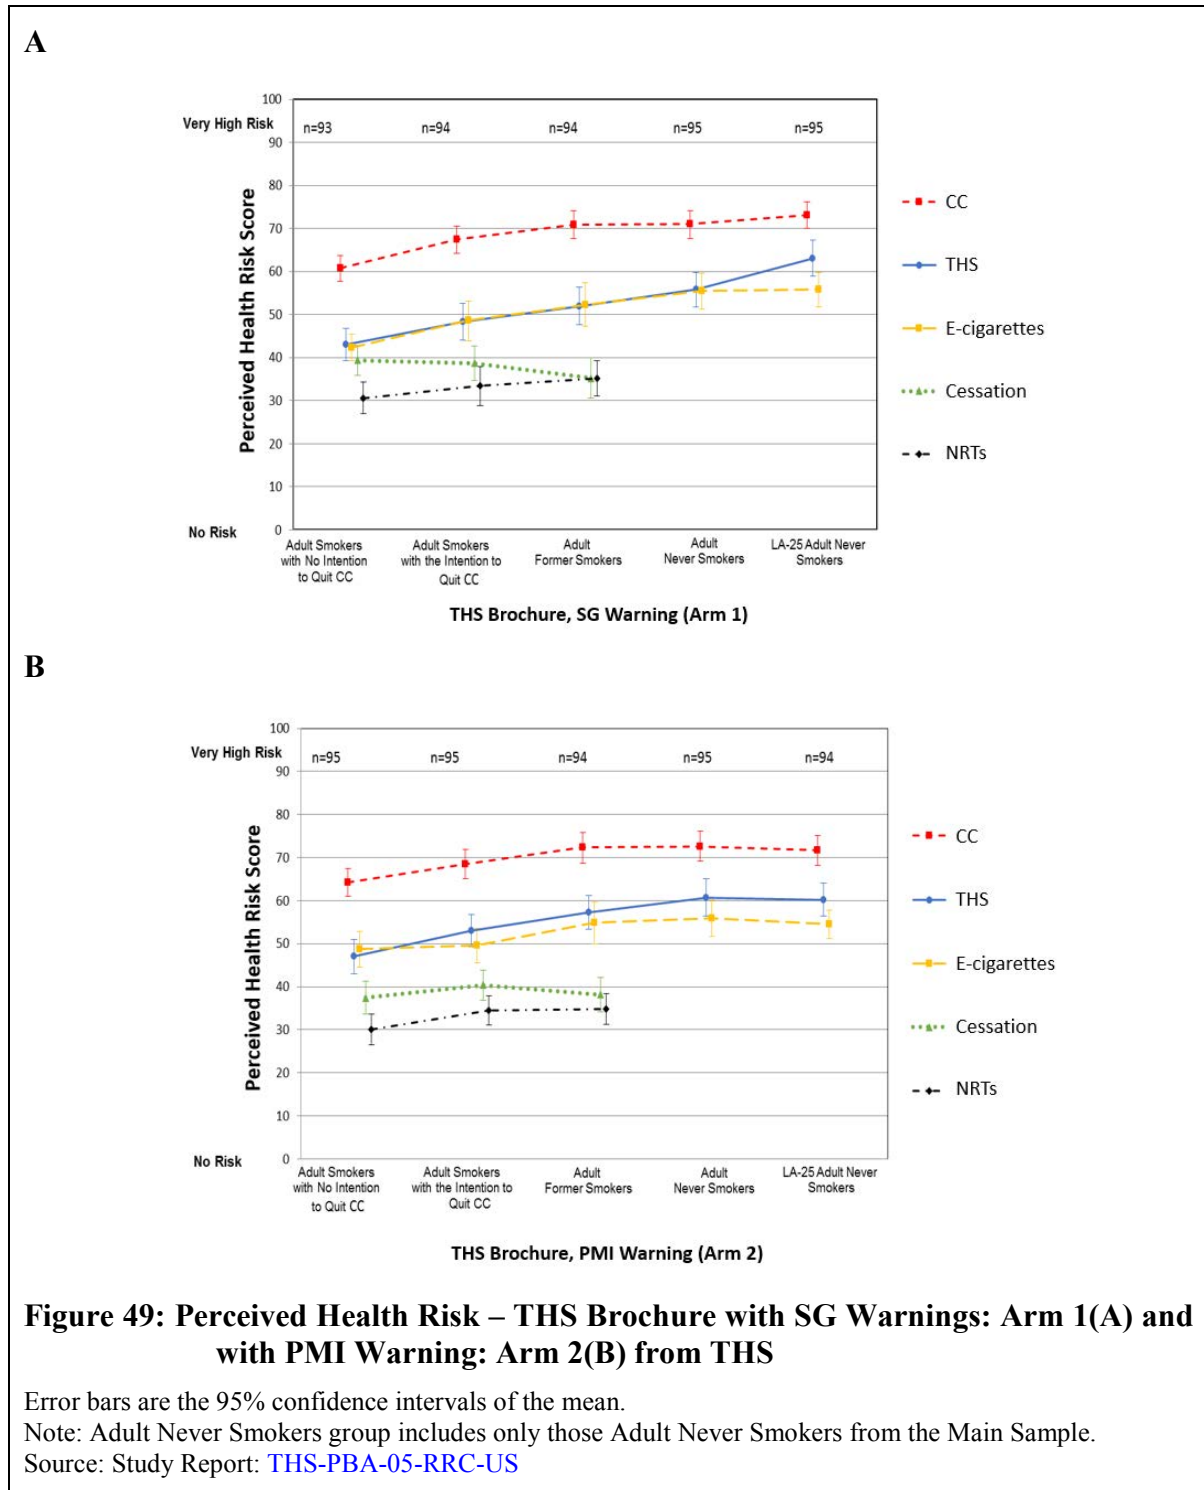 A
100
Very High Risk
n=93 n=94 n=94 n=95 n=95
90
80
70
60
50
40
30
20
10
No Risk 0
Perceived Health Risk Score
CC
THS
E-cigarettes
Cessation
NRTs
Adult Smokers with No Intention to Quit CC
Adult Smokers with the Intention to Quit CC
Adult Former Smokers
Adult Never Smokers
LA-25 Adult Never Smokers
THS Brochure, SG Warning (Arm 1)
B
100
Very High Risk
n=95 n=95 n=94 n=95 n=94
90
80
70
60
50
40
30
20
10
No Risk 0
Perceived Health Risk Score
CC
THS
E-cigarettes
Cessation
NRTs
Adult Smokers with No Intention to Quit CC
Adult Smokers with the Intention to Quit CC
Adult Former Smokers
Adult Never Smokers
LA-25 Adult Never Smokers
THS Brochure, PMI Warning (Arm 2)
Figure 49: Perceived Health Risk – THS Brochure with SG Warnings: Arm 1(A) and
with PMI Warning: Arm 2(B) from THS
Error bars are the 95% confidence intervals of the mean.
Note: Adult Never Smokers group includes only those Adult Never Smokers from the Main Sample.
Source: Study Report: THS-PBA-05-RRC-US